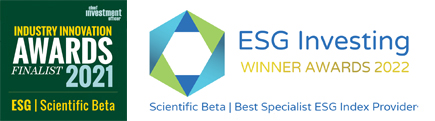 chief
investment
officer
INDUSTRY INNOVATION
AWARDS
FINALIST 2021
ESG | Scientific Beta
ESG Investing
WINNER AWARDS 2022
Scientific Beta | Best Specialist ESG Index Provider